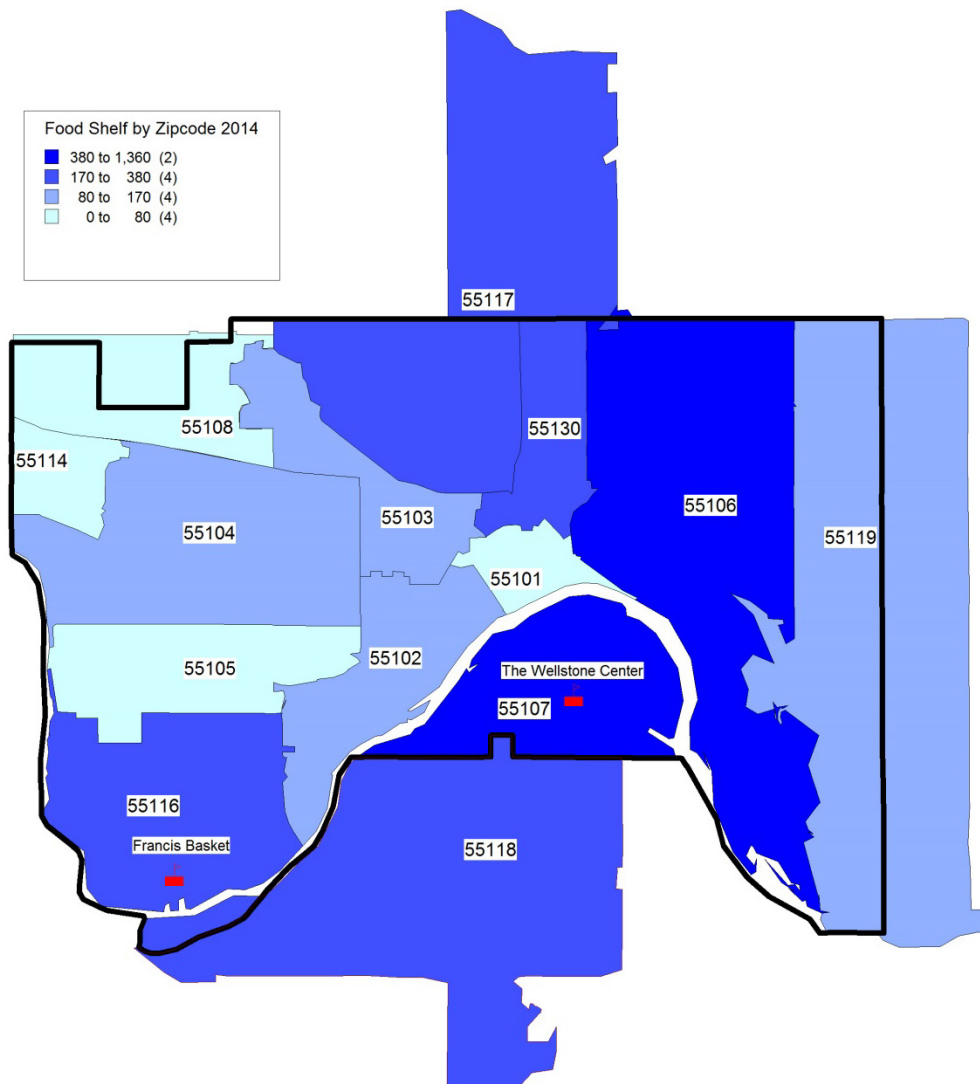 Food Shelf by Zipcode 2014
380 to 1,360 (2)
170 to 380 (4)
80 to 170 (4)
0 to 80 (4)
55117
55108
55130
55114
55106
55103
55104
55119
55101
55102
55105
The Wellstone Center
55107
55116
Francis Basket
55118